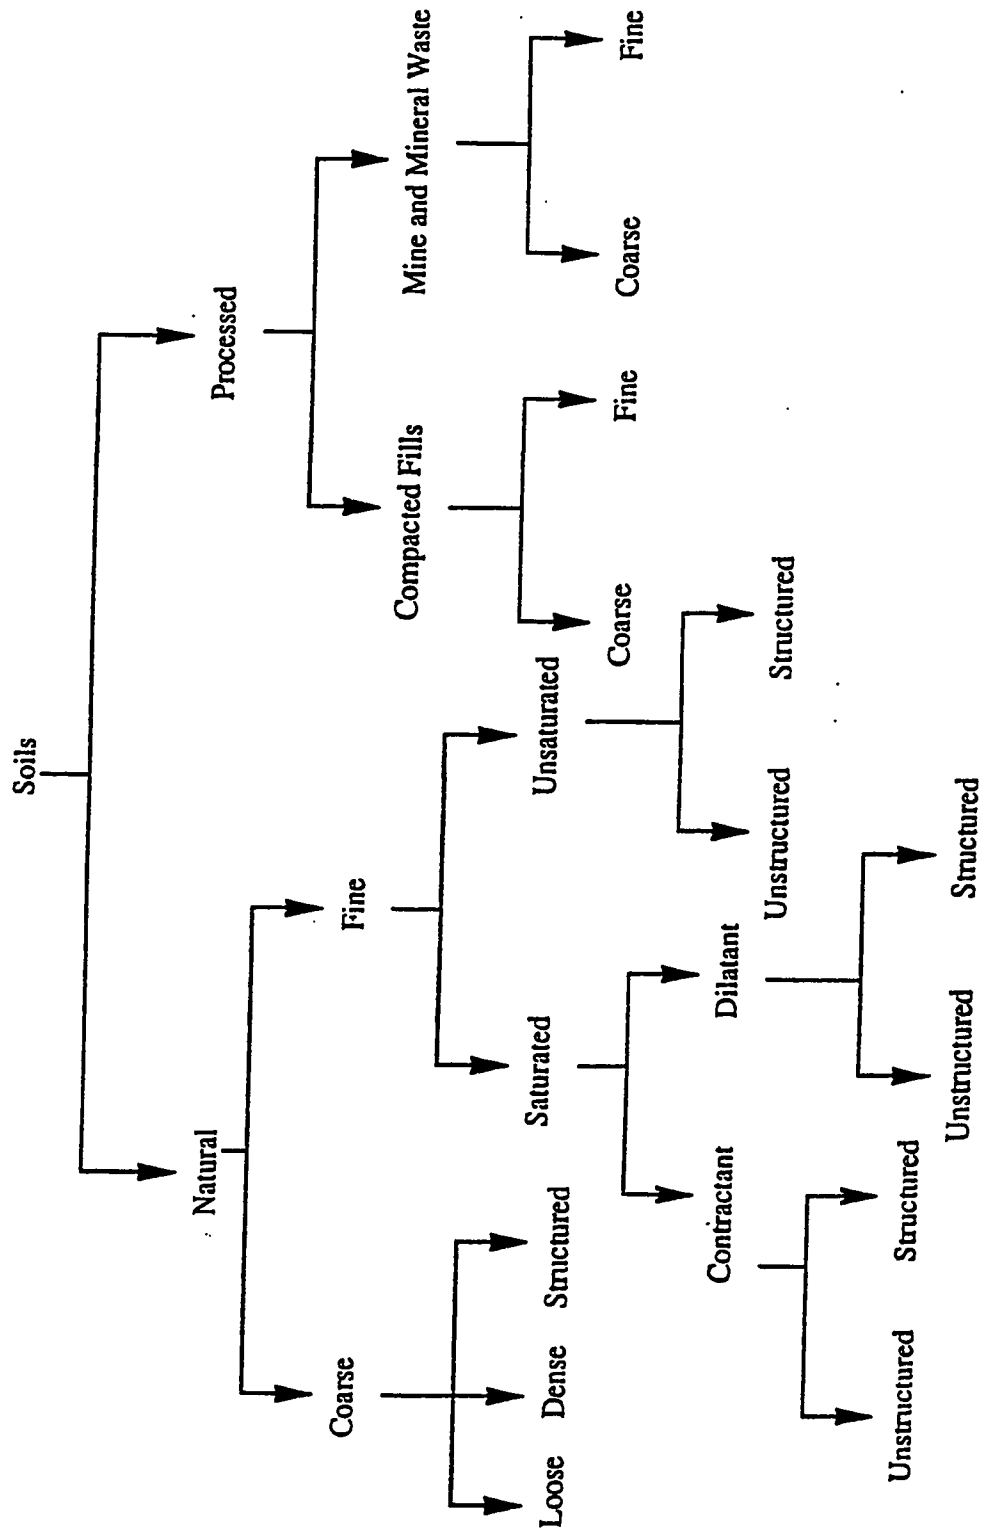 Soils
Natural
Processed
Coarse
Fine
Compacted Fills
Mine and Mineral Waste
Loose
Dense
Structured
Saturated
Unsaturated
Coarse
Fine
Coarse
Fine
Contractant
Dilatant
Unstructured
Structured
Unstructured
Structured
Unstructured
Structured